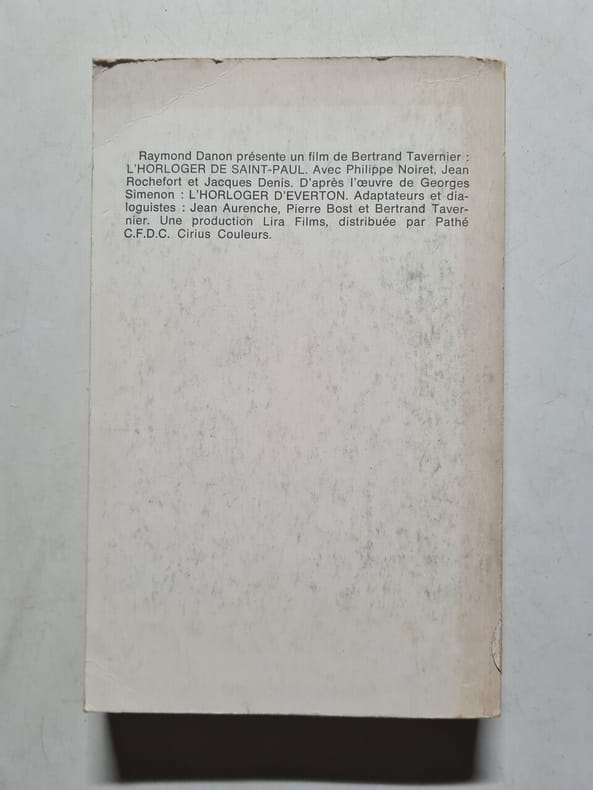 Raymond Danon présente un film de Bertrand Tavernier :
L'HORLOGER DE SAINT-PAUL. Avec Philippe Noiret, Jean
Rochefort et Jacques Denis. D'après l'œuvre de Georges
Simenon : L'HORLOGER D'EVERTON. Adaptateurs et dia-
loguistes : Jean Aurenche, Pierre Bost et Bertrand Taver-
nier. Une production Lira Films, distribuée par Pathé
C.F.D.C. Cirius Couleurs.